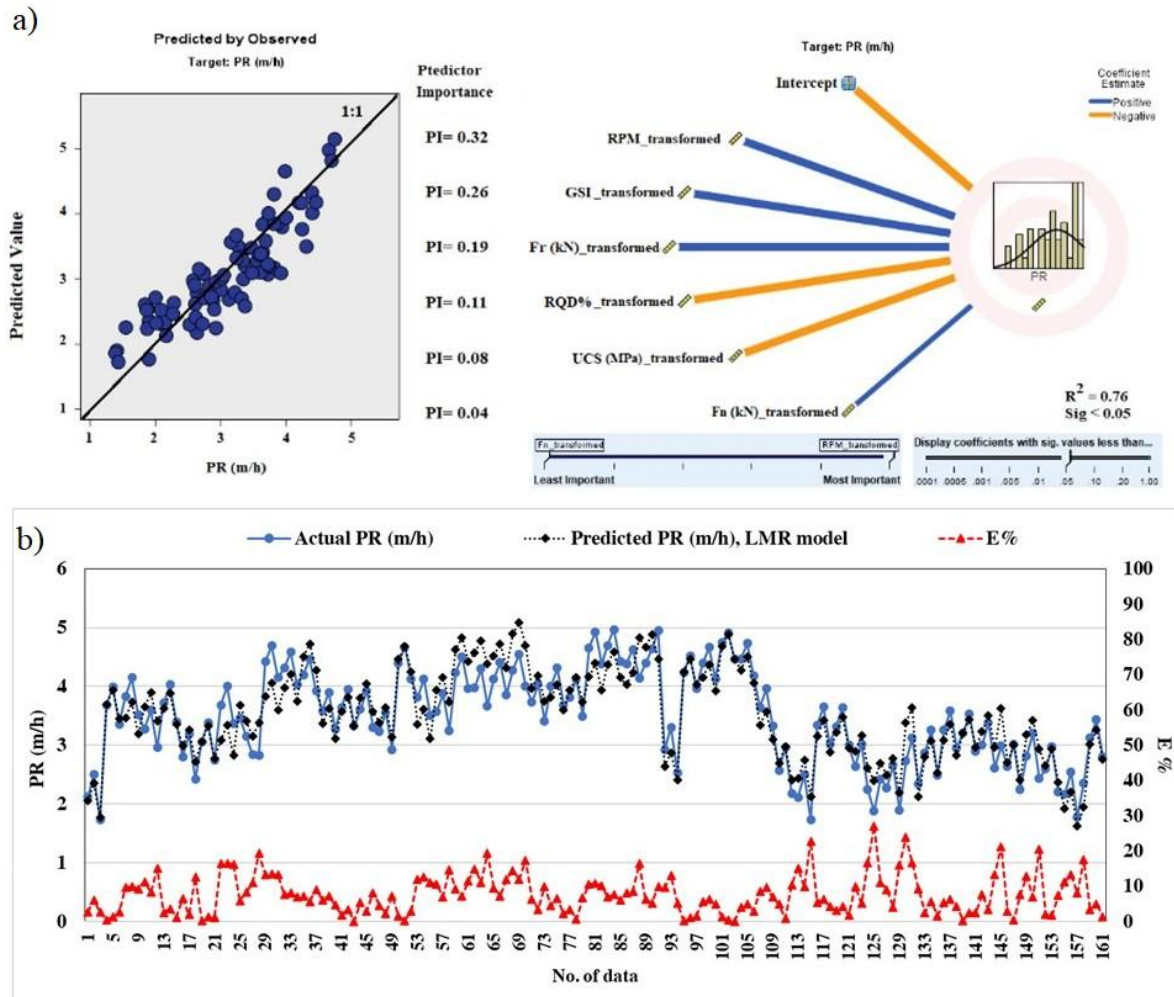 a)
Predicted by Observed
Target: PR (m/h)
1:1
5
4
3
2
1
Predicted Value
1 2 3 4 5
PR (m/h)
Ptedictor
Importance
PI= 0.32
PI= 0.26
PI= 0.19
PI= 0.11
PI= 0.08
PI= 0.04
Target: PR (m/h)
Coefficient
Estimate
Positive
Negative
Intercept
RPM_transformed
GSI_transformed
Fr (kN)_transformed
RQD%_transformed
UCS (MPa)_transformed
Fn (kN)_transformed
PR
R² = 0.76
Sig < 0.05
Fn_transformed RPM_transformed
Least Important Most Important
Display coefficients with sig. values less than...
.0001 .0005 .001 .005 .01 .05 .10 .20 1.00
b)
Actual PR (m/h) Predicted PR (m/h), LMR model E%
6
5
4
3
2
1
0
PR (m/h)
100
90
80
70
60
50
40
30
20
10
0
E %
1 5 9 13 17 21 25 29 33 37 41 45 49 53 57 61 65 69 73 77 81 85 89 93 97 101 105 109 113 117 121 125 129 133 137 141 145 149 153 157 161
No. of data